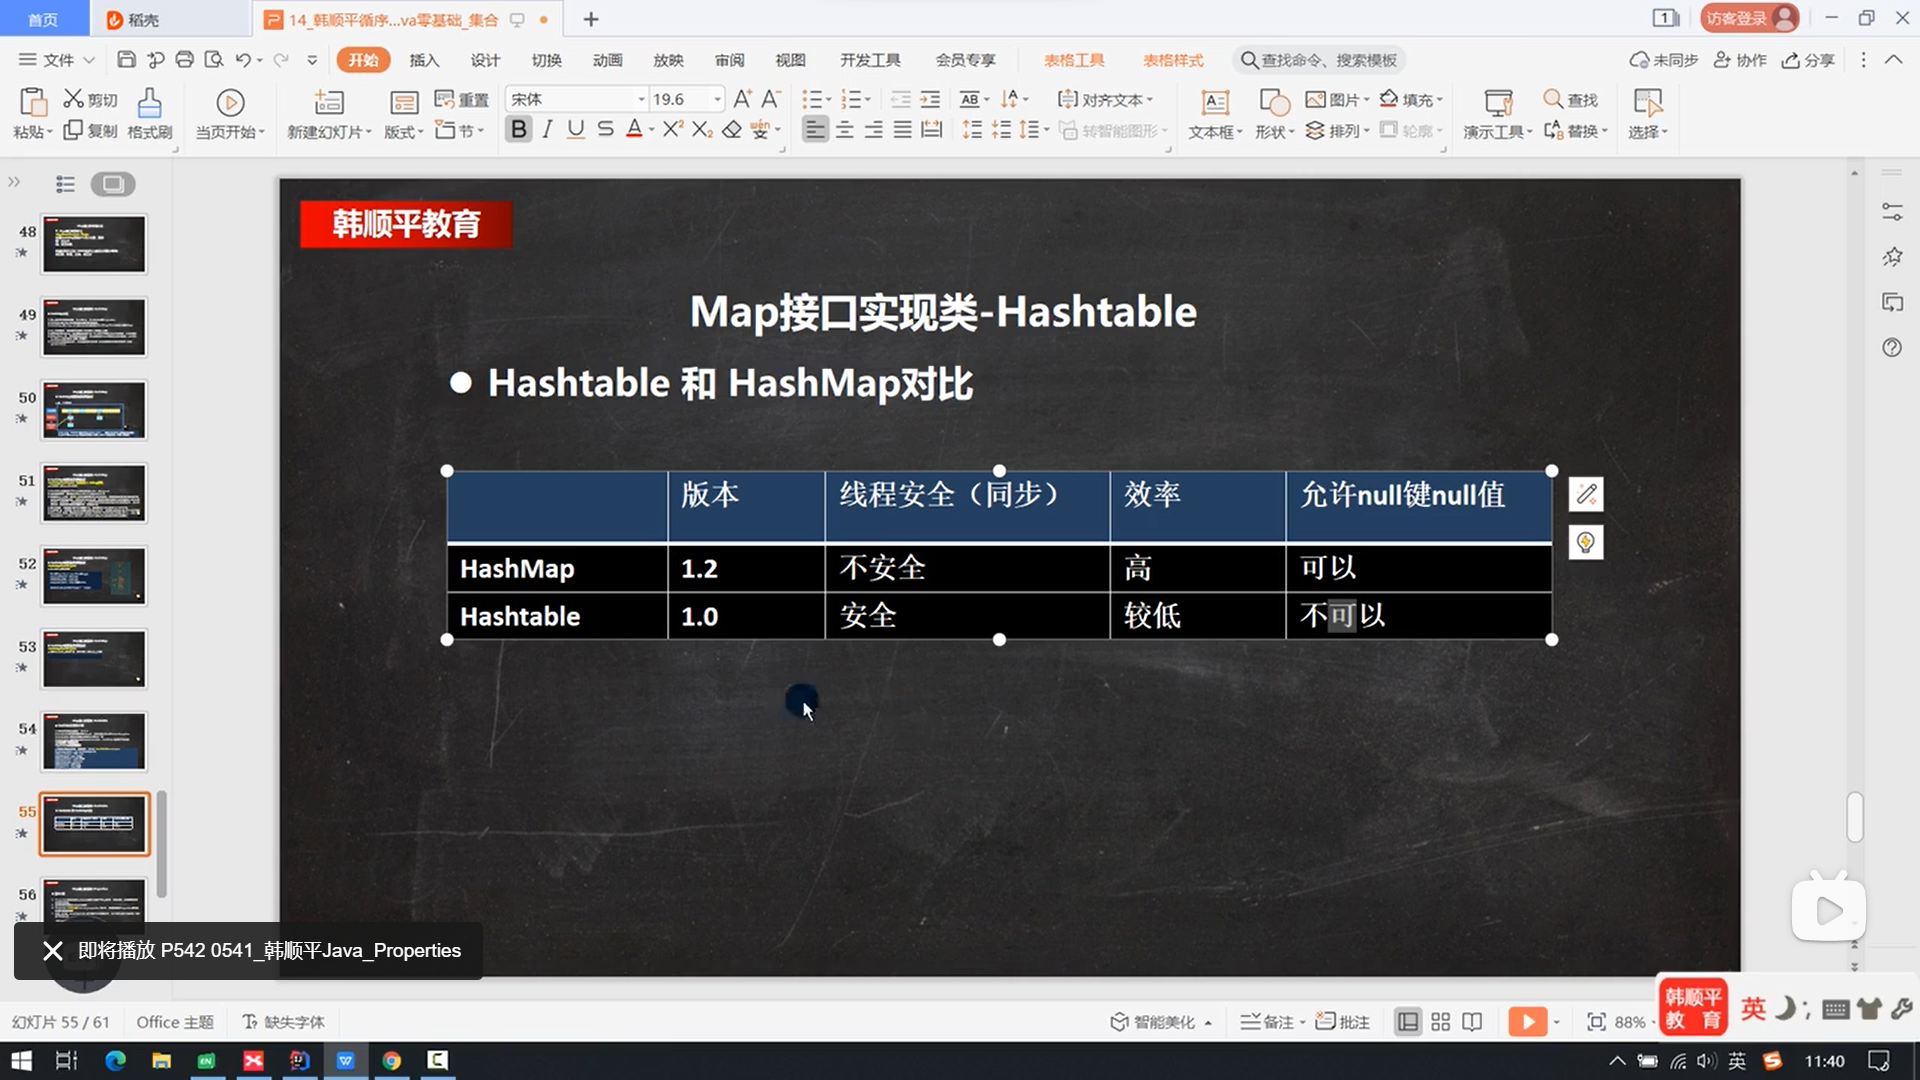 首页
稻壳
14_韩顺平循序...va零基础_集合
1
访客登录
文件
开始
插入
设计
切换
动画
放映
审阅
视图
开发工具
会员专享
表格工具
表格样式
查找命令、搜索模板
未同步
协作
分享
粘贴
剪切
复制
格式刷
当页开始
新建幻灯片
版式
重置
节
宋体
19.6
对齐文本
转智能图形
文本框
形状
图片
排列
填充
轮廓
演示工具
查找
替换
选择
48
49
50
51
52
53
54
55
56
韩顺平教育
Map接口实现类-Hashtable
● Hashtable 和 HashMap对比
版本 线程安全（同步） 效率 允许null键null值
HashMap 1.2 不安全 高 可以
Hashtable 1.0 安全 较低 不可以
即将播放 P542 0541_韩顺平Java_Properties
幻灯片 55 / 61
Office 主题
缺失字体
智能美化
备注
批注
88%
韩顺平
教 育
英
英
11:40